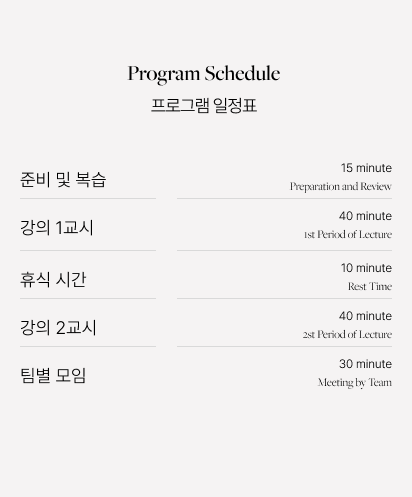 Program Schedule
프로그램 일정표
준비 및 복습
15 minute
Preparation and Review
강의 1교시
40 minute
1st Period of Lecture
휴식 시간
10 minute
Rest Time
강의 2교시
40 minute
2st Period of Lecture
팀별 모임
30 minute
Meeting by Team